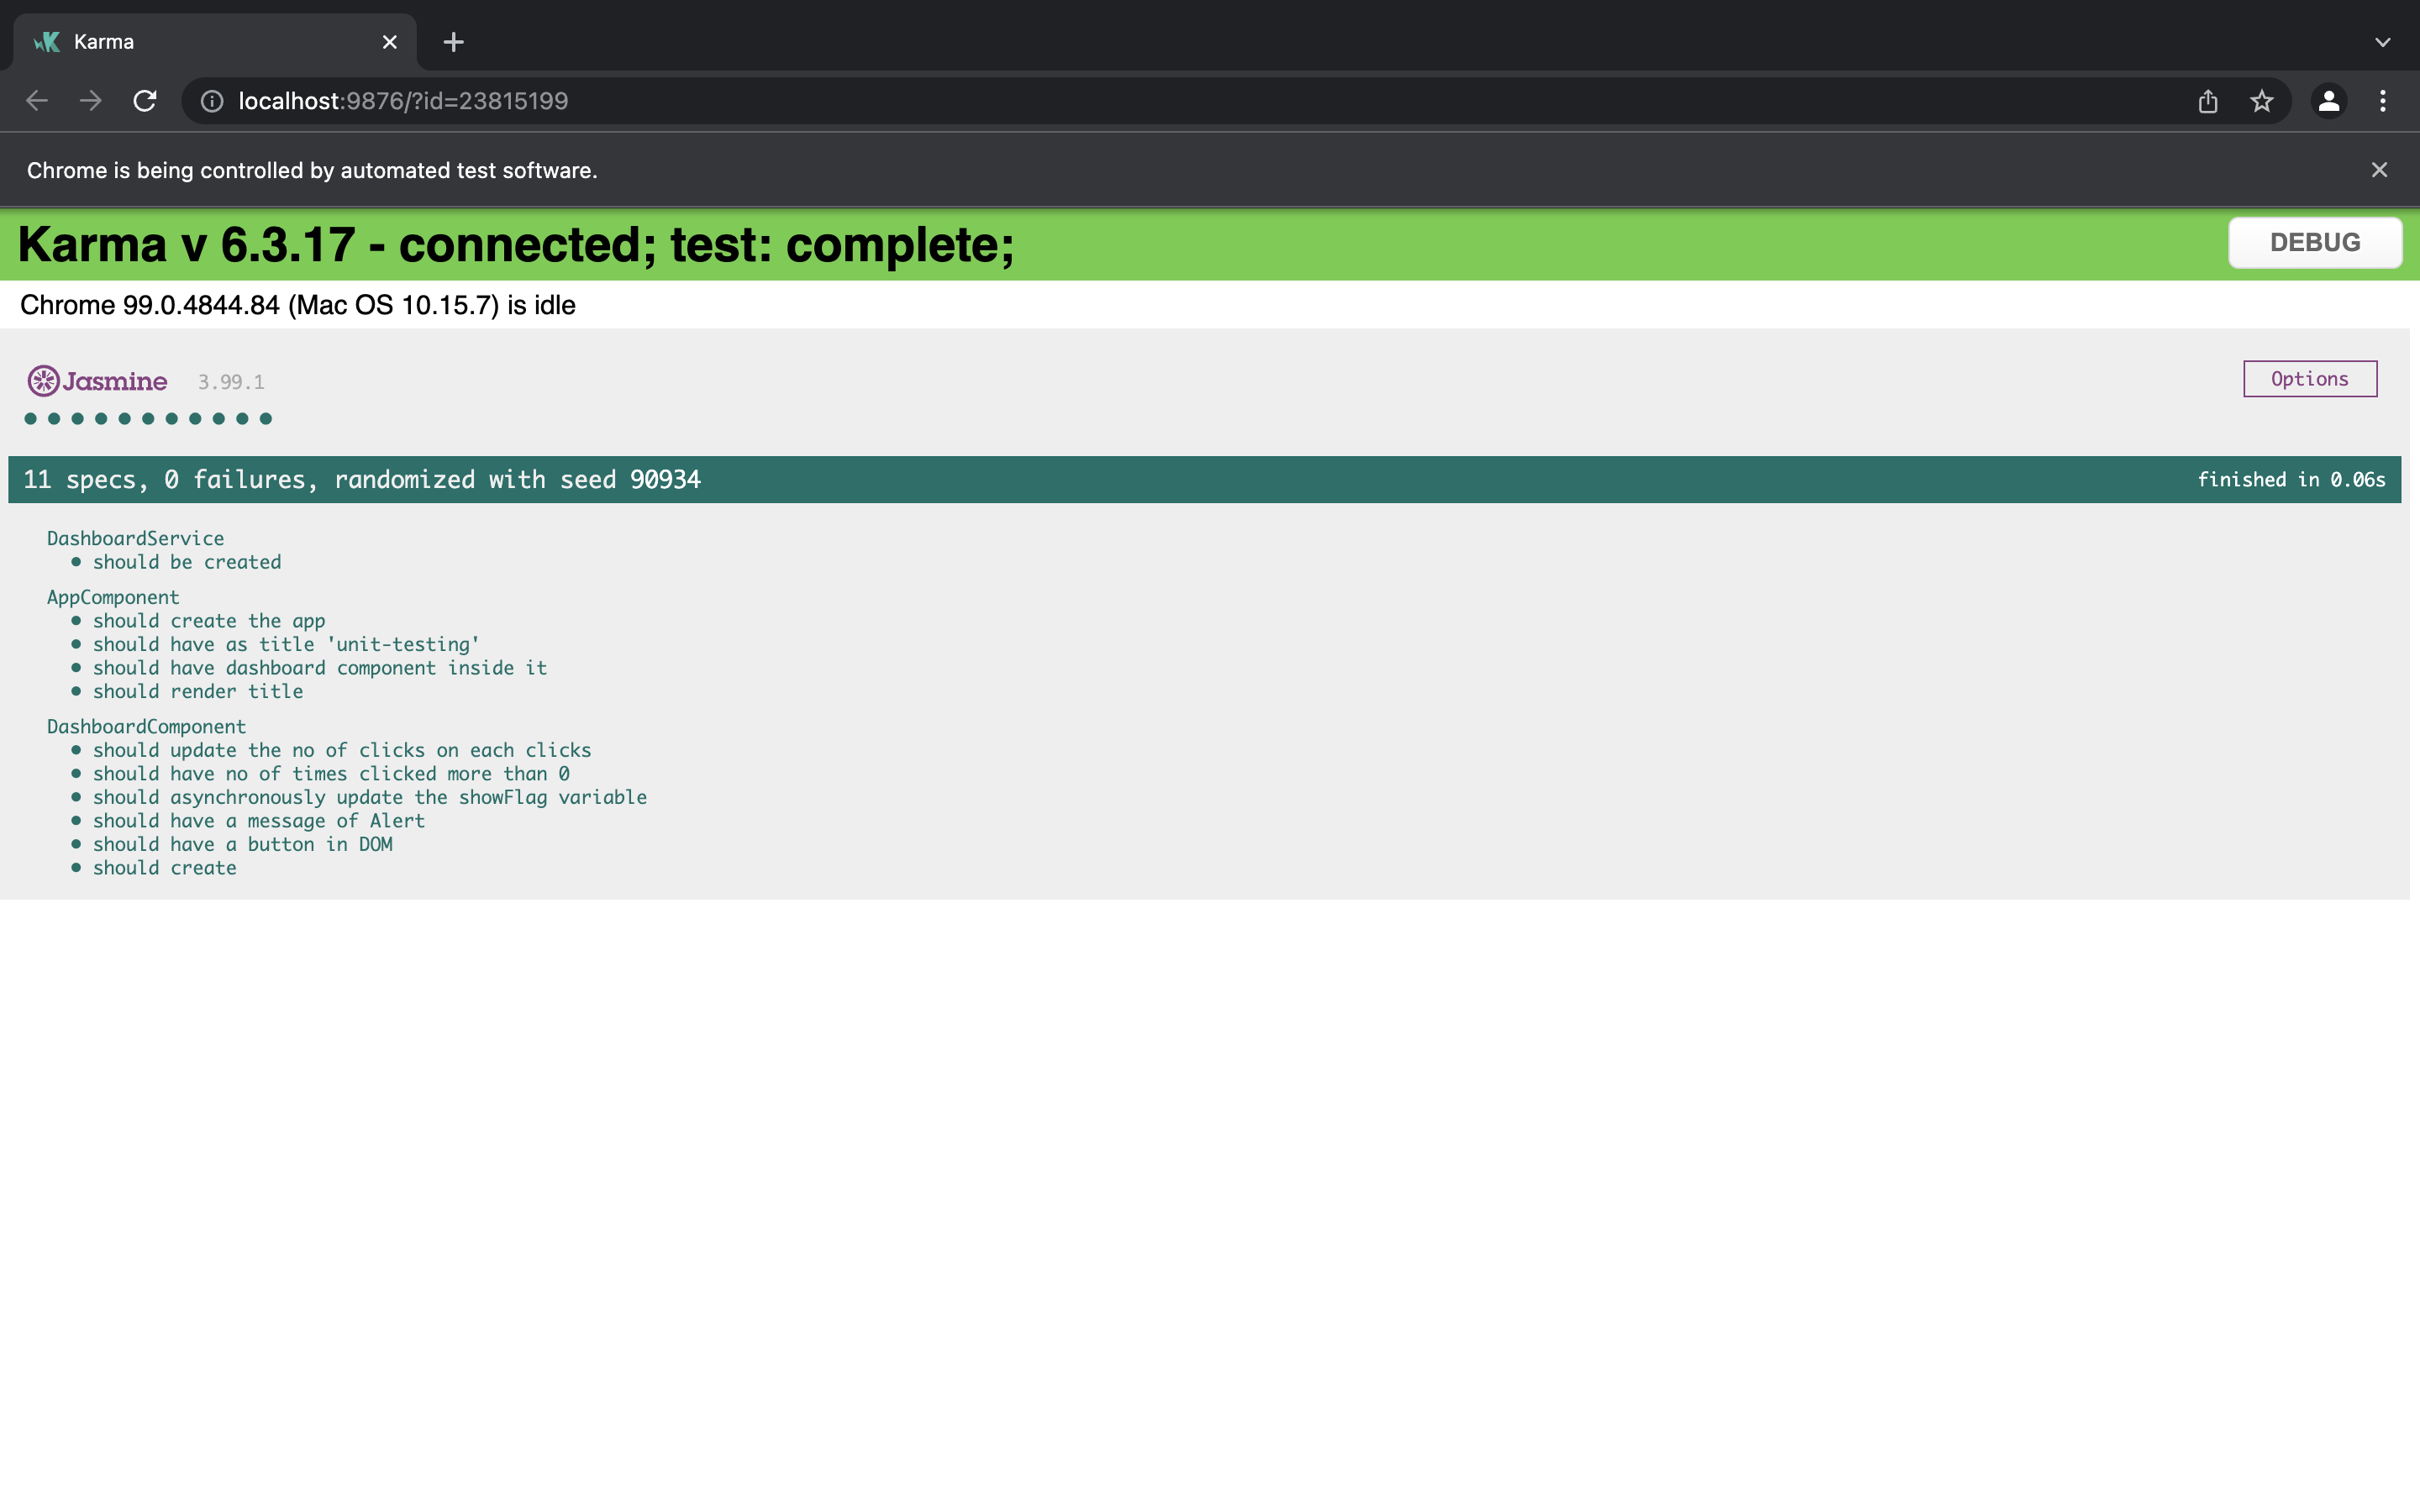 Karma
localhost:9876/?id=23815199
Chrome is being controlled by automated test software.
Karma v 6.3.17 - connected; test: complete;
DEBUG
Chrome 99.0.4844.84 (Mac OS 10.15.7) is idle
Jasmine 3.99.1
Options
11 specs, 0 failures, randomized with seed 90934
finished in 0.06s
DashboardService
• should be created
AppComponent
• should create the app
• should have as title 'unit-testing'
• should have dashboard component inside it
• should render title
DashboardComponent
• should update the no of clicks on each clicks
• should have no of times clicked more than 0
• should asynchronously update the showFlag variable
• should have a message of Alert
• should have a button in DOM
• should create